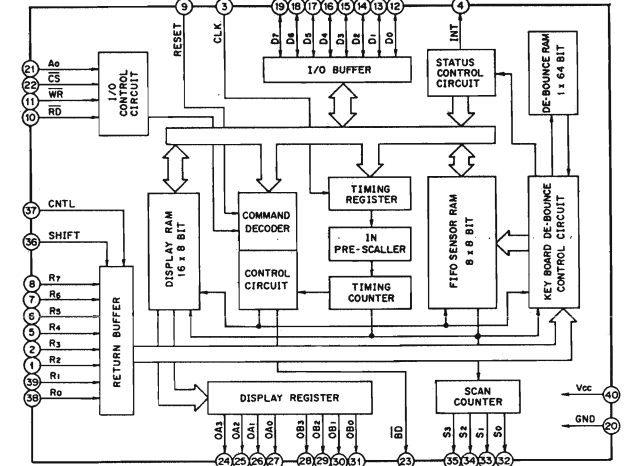 9
3
19
18
17
16
15
14
13
12
4
RESET
CLK
D7
D6
D5
D4
D3
D2
D1
D0
INT
I/O BUFFER
STATUS
CONTROL
CIRCUIT
DE-BOUNCE RAM
1 x 64 BIT
21 A0
22 CS
11 WR
10 RD
I/O
CONTROL
CIRCUIT
37 CNTL
36 SHIFT
8 R7
7 R6
6 R5
5 R4
2 R3
1 R2
39 R1
38 R0
RETURN BUFFER
DISPLAY RAM
16 x 8 BIT
COMMAND
DECODER
CONTROL
CIRCUIT
TIMING
REGISTER
IN
PRE-SCALLER
TIMING
COUNTER
FIFO SENSOR RAM
8 x 8 BIT
KEY BOARD DE-BOUNCE
CONTROL CIRCUIT
DISPLAY REGISTER
SCAN
COUNTER
Vcc 40
GND 20
OA3
OA2
OA1
OA0
OB3
OB2
OB1
OB0
BD
S3
S2
S1
S0
24
25
26
27
28
29
30
31
23
35
34
33
32